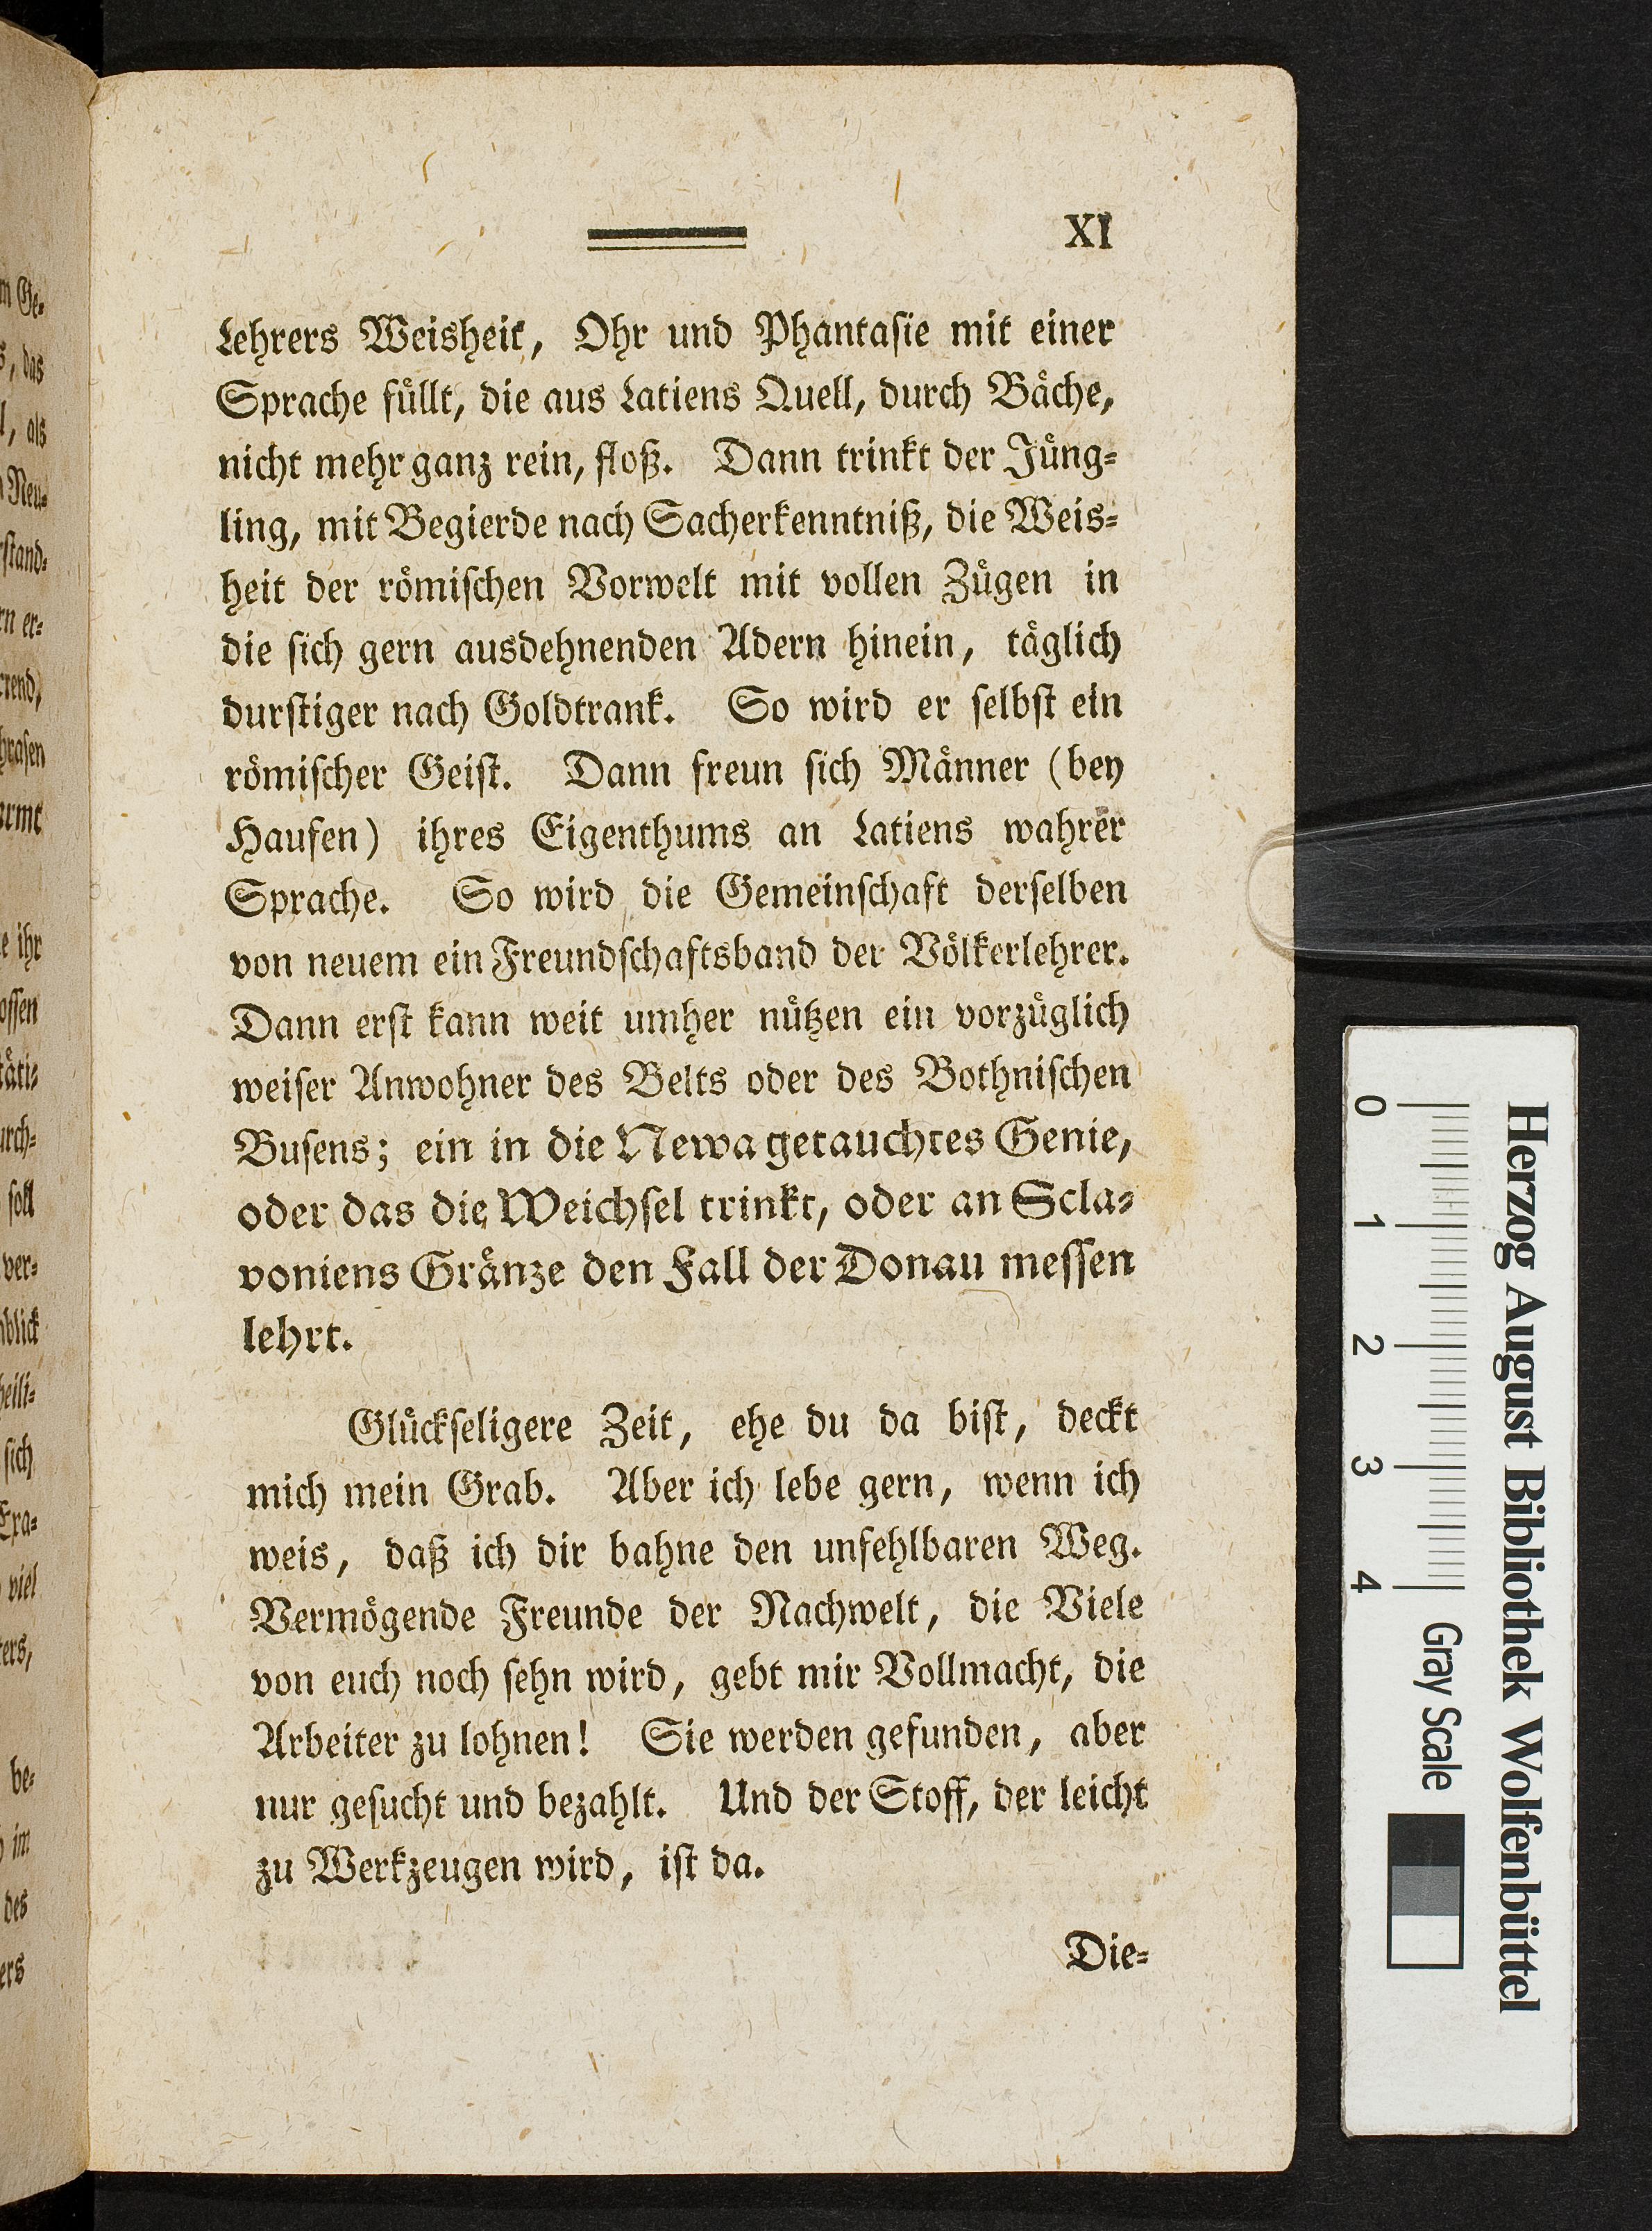 XI
Lehrers Weisheit, Ohr und Phantasie mit einer
Sprache füllt, die aus Latiens Quell, durch Bäche,
nicht mehr ganz rein, floß. Dann trinkt der Jüng-
ling, mit Begierde nach Sacherkenntniß, die Weis-
heit der römischen Vorwelt mit vollen Zügen in
die sich gern ausdehnenden Adern hinein, täglich
durstiger nach Goldtrank. So wird er selbst ein
römischer Geist. Dann freun sich Männer (bey
Haufen) ihres Eigenthums an Latiens wahrer
Sprache. So wird die Gemeinschaft derselben
von neuem ein Freundschaftsband der Völkerlehrer.
Dann erst kann weit umher nützen ein vorzüglich
weiser Anwohner des Belts oder des Bothnischen
Busens; ein in die Newa getauchtes Genie,
oder das die Weichsel trinkt, oder an Scla-
voniens Gränze den Fall der Donau messen
lehrt.
Glückseligere Zeit, ehe du da bist, deckt
mich mein Grab. Aber ich lebe gern, wenn ich
weis, daß ich dir bahne den unfehlbaren Weg.
Vermögende Freunde der Nachwelt, die Viele
von euch noch sehn wird, gebt mir Vollmacht, die
Arbeiter zu lohnen! Sie werden gefunden, aber
nur gesucht und bezahlt. Und der Stoff, der leicht
zu Werkzeugen wird, ist da.
Die-
Herzog August Bibliothek Wolfenbüttel
0 1 2 3 4 Gray Scale